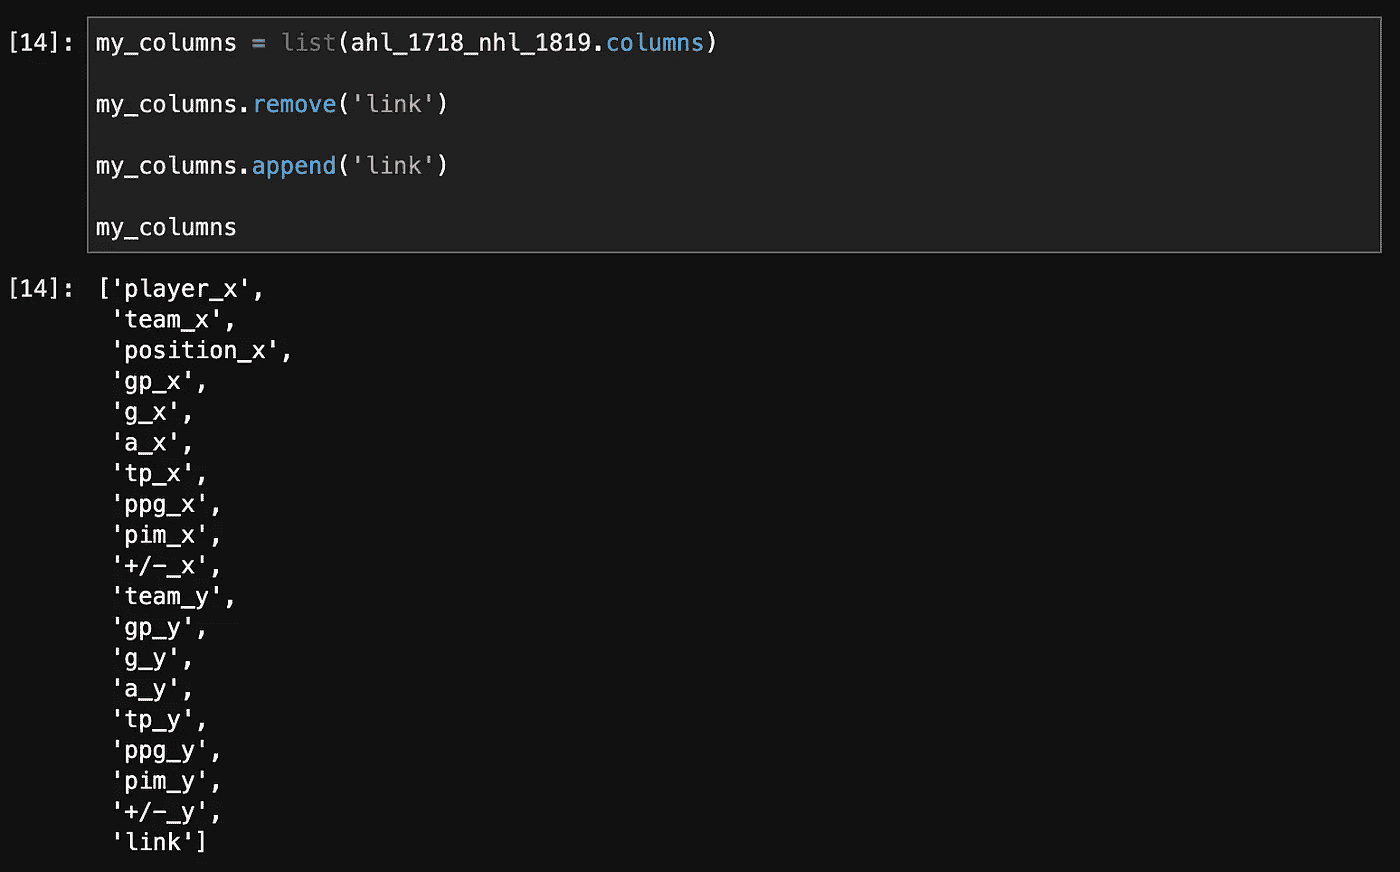 [14]: my_columns = list(ahl_1718_nhl_1819.columns)
my_columns.remove('link')
my_columns.append('link')
my_columns
[14]: ['player_x',
'team_x',
'position_x',
'gp_x',
'g_x',
'a_x',
'tp_x',
'ppg_x',
'pim_x',
'+/-_x',
'team_y',
'gp_y',
'g_y',
'a_y',
'tp_y',
'ppg_y',
'pim_y',
'+/-_y',
'link']